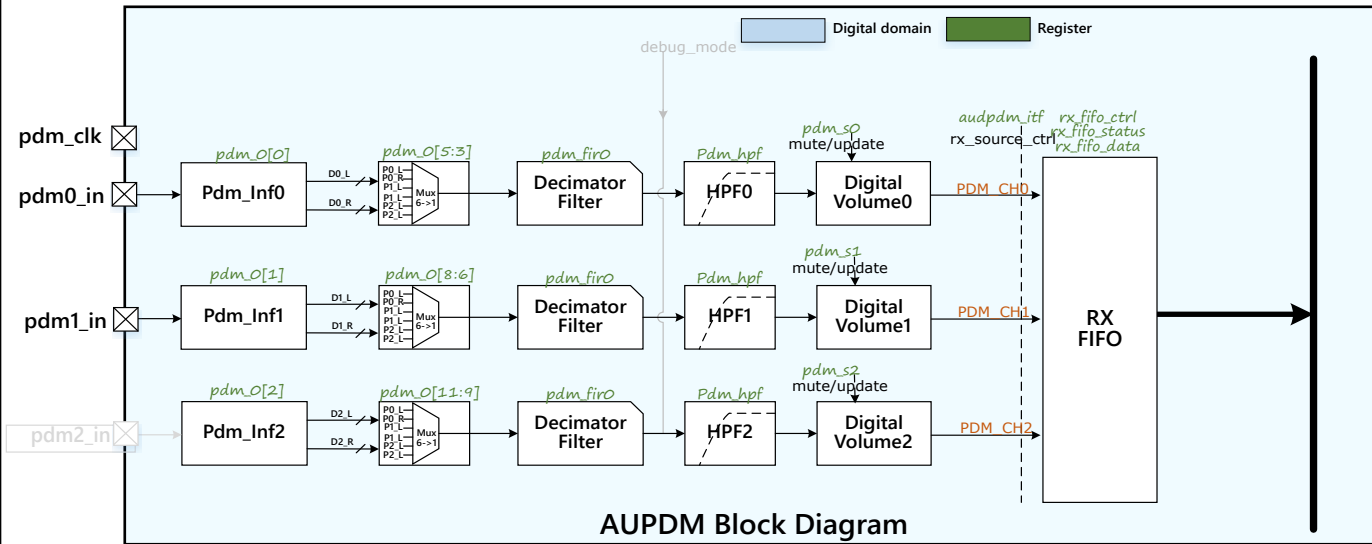 Digital domain
Register
debug_mode
pdm_clk
pdm0_in
pdm_0[0]
Pdm_Inf0
D0_L
D0_R
pdm_0[5:3]
P0_L
P0_R
P1_L
P1_L
P2_L
P2_L
Mux
6->1
pdm_fir0
Decimator
Filter
Pdm_hpf
HPF0
pdm_s0
mute/update
Digital
Volume0
PDM_CH0
audpdm_itf
rx_source_ctrl
rx_fifo_ctrl
rx_fifo_status
rx_fifo_data
pdm1_in
pdm_0[1]
Pdm_Inf1
D1_L
D1_R
pdm_0[8:6]
P0_L
P0_R
P1_L
P1_L
P2_L
P2_L
Mux
6->1
pdm_fir0
Decimator
Filter
Pdm_hpf
HPF1
pdm_s1
mute/update
Digital
Volume1
PDM_CH1
RX
FIFO
pdm2_in
pdm_0[2]
Pdm_Inf2
D2_L
D2_R
pdm_0[11:9]
P0_L
P0_R
P1_L
P1_L
P2_L
P2_L
Mux
6->1
pdm_fir0
Decimator
Filter
Pdm_hpf
HPF2
pdm_s2
mute/update
Digital
Volume2
PDM_CH2
AUPDM Block Diagram